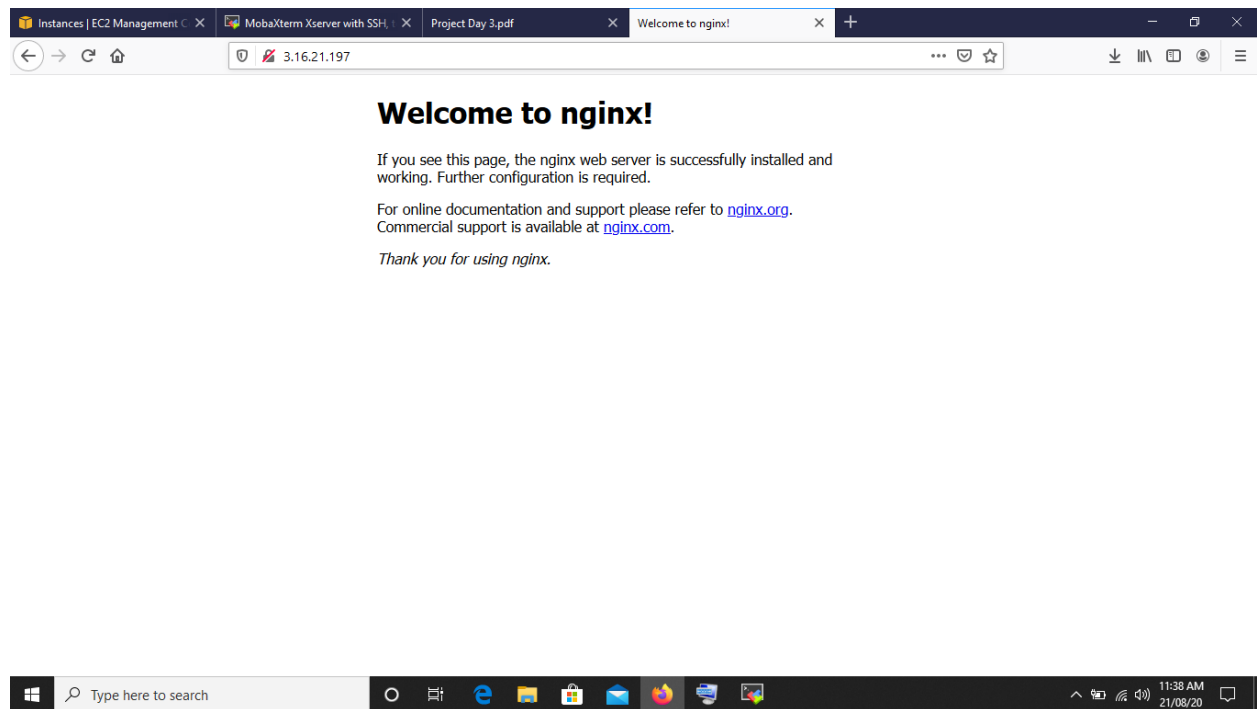 Instances | EC2 Management C
MobaXterm Xserver with SSH, t
Project Day 3.pdf
Welcome to nginx!
3.16.21.197
Welcome to nginx!
If you see this page, the nginx web server is successfully installed and
working. Further configuration is required.
For online documentation and support please refer to nginx.org.
Commercial support is available at nginx.com.
Thank you for using nginx.
Type here to search
11:38 AM
21/08/20